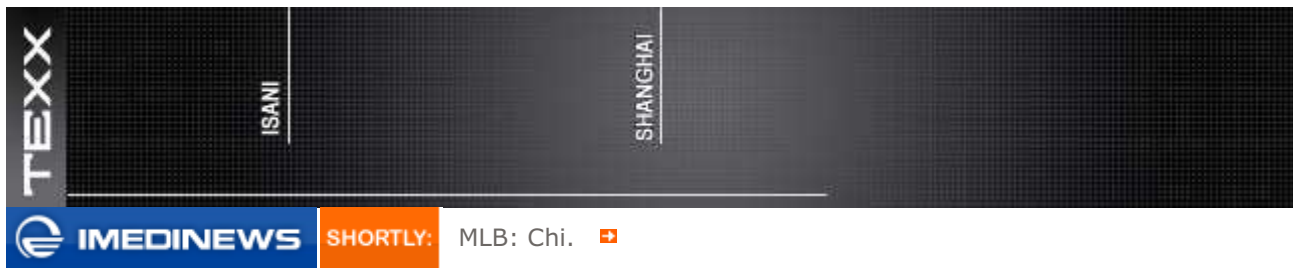 TEXX
ISANI
SHANGHAI
IMEDINEWS SHORTLY: MLB: Chi.